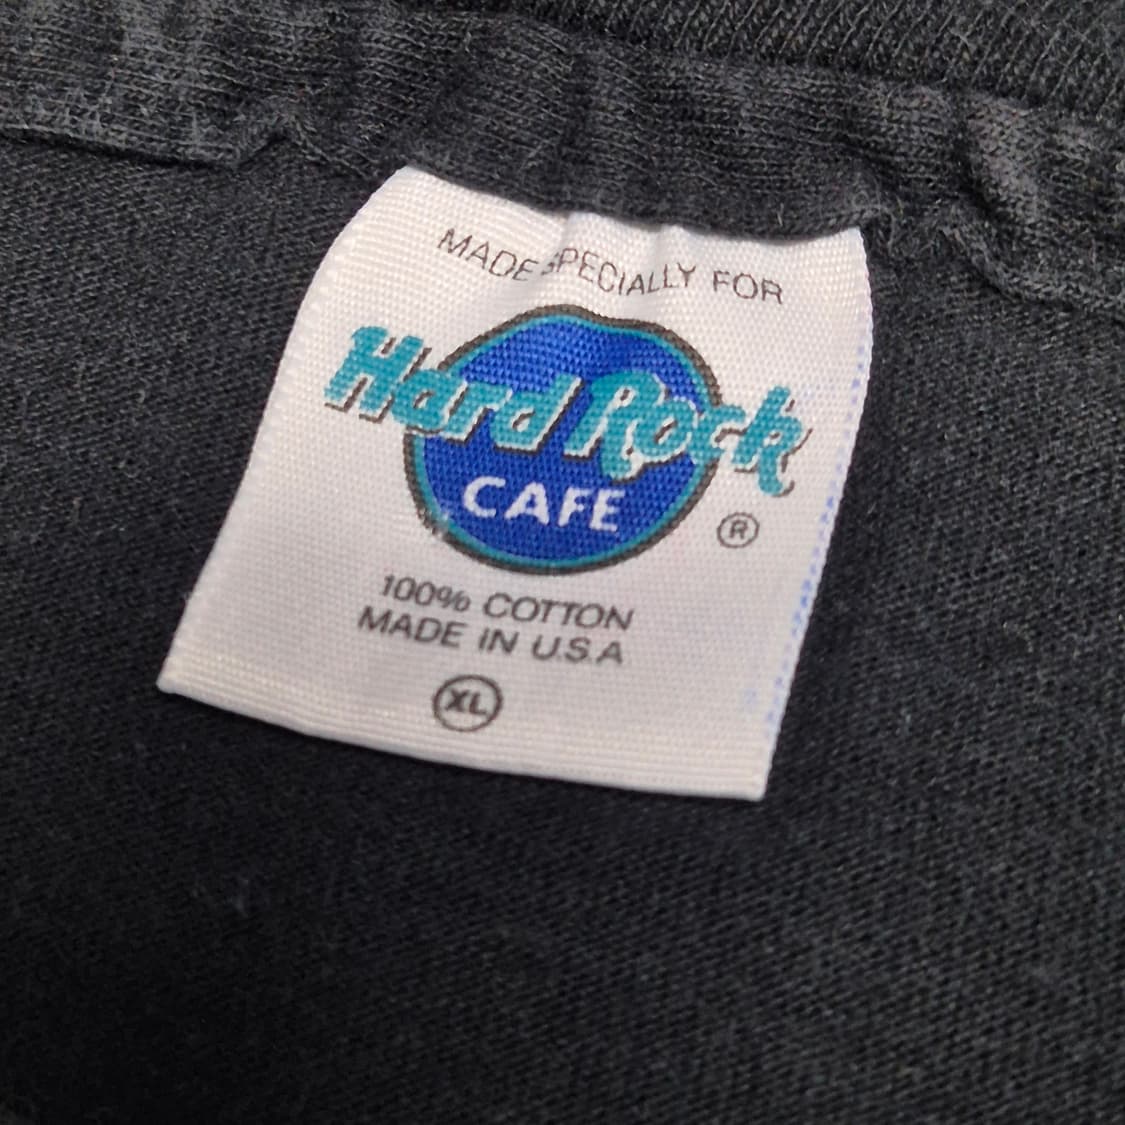 MADE SPECIALLY FOR
Hard Rock
CAFE
®
100% COTTON
MADE IN U.S.A
XL